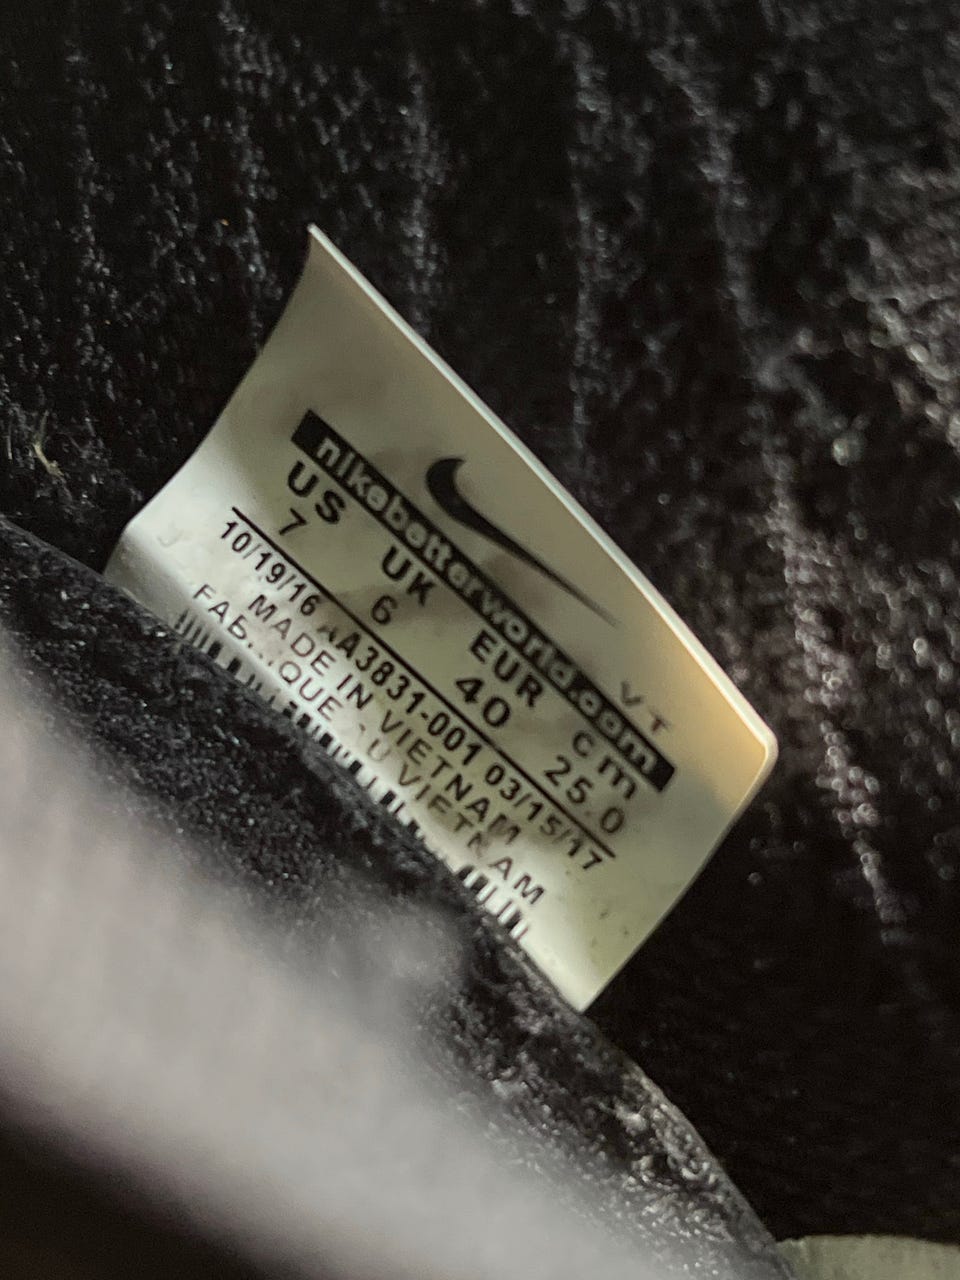 VT
nikebetterworld.com
US UK EUR cm
7 6 40 25.0
10/19/16 AA3831-001 03/15/17
MADE IN VIETNAM
VIETNAM